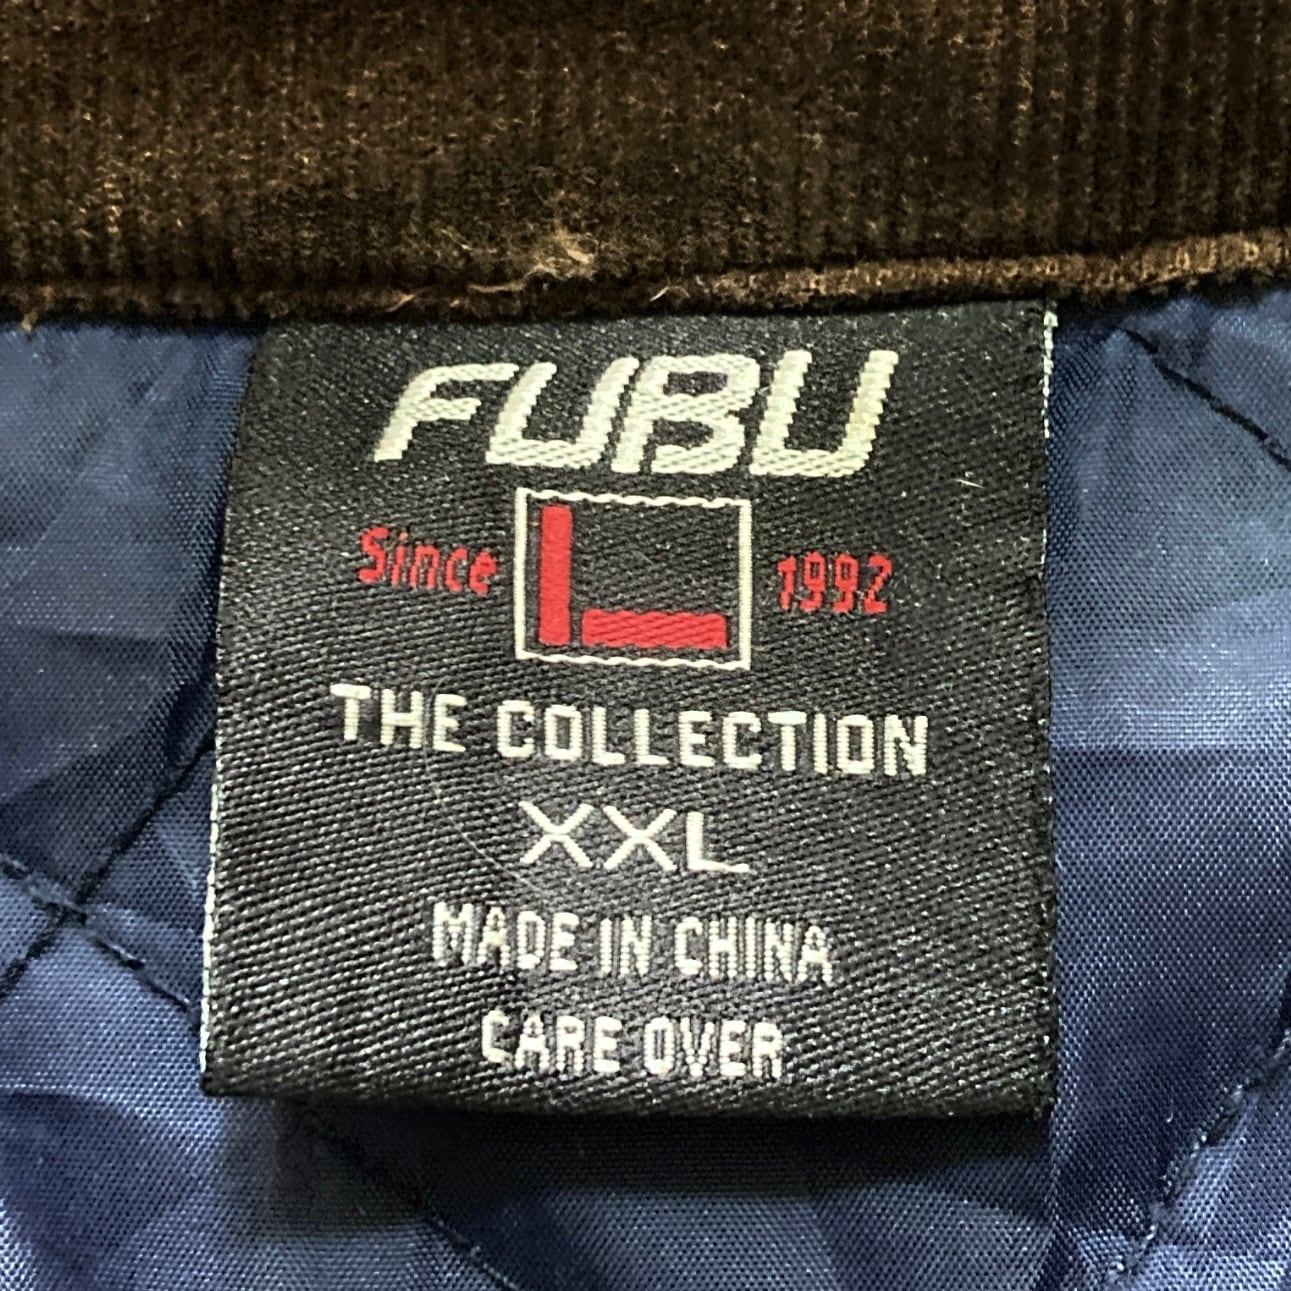 FUBU
Since 1992
THE COLLECTION
XXL
MADE IN CHINA
CARE OVER